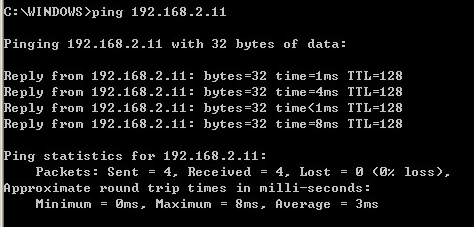 C:\WINDOWS>ping 192.168.2.11
Pinging 192.168.2.11 with 32 bytes of data:
Reply from 192.168.2.11: bytes=32 time=1ms TTL=128
Reply from 192.168.2.11: bytes=32 time=4ms TTL=128
Reply from 192.168.2.11: bytes=32 time<1ms TTL=128
Reply from 192.168.2.11: bytes=32 time=8ms TTL=128
Ping statistics for 192.168.2.11:
Packets: Sent = 4, Received = 4, Lost = 0 (0% loss),
Approximate round trip times in milli-seconds:
Minimum = 0ms, Maximum = 8ms, Average = 3ms